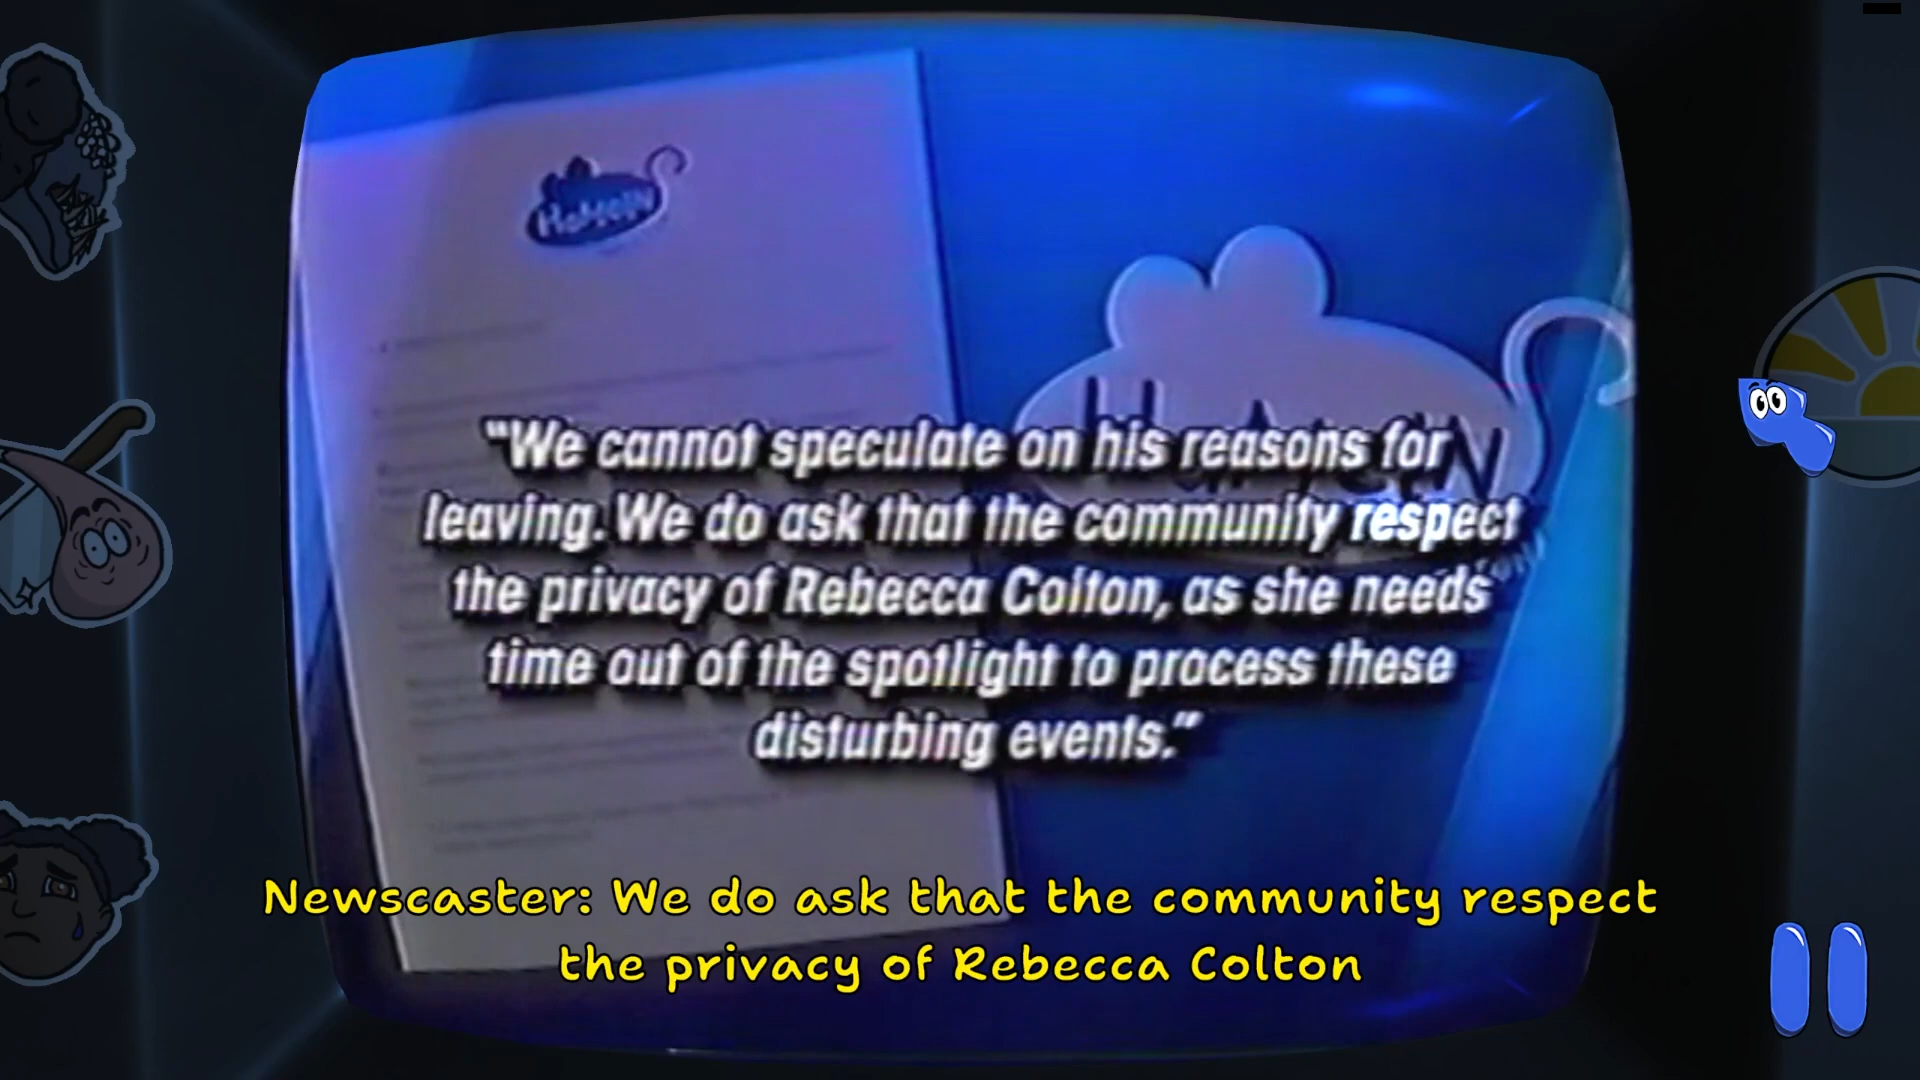 HAMELN
"We cannot speculate on his reasons for
leaving. We do ask that the community respect
the privacy of Rebecca Colton, as she needs
time out of the spotlight to process these
disturbing events."
Newscaster: We do ask that the community respect
the privacy of Rebecca Colton